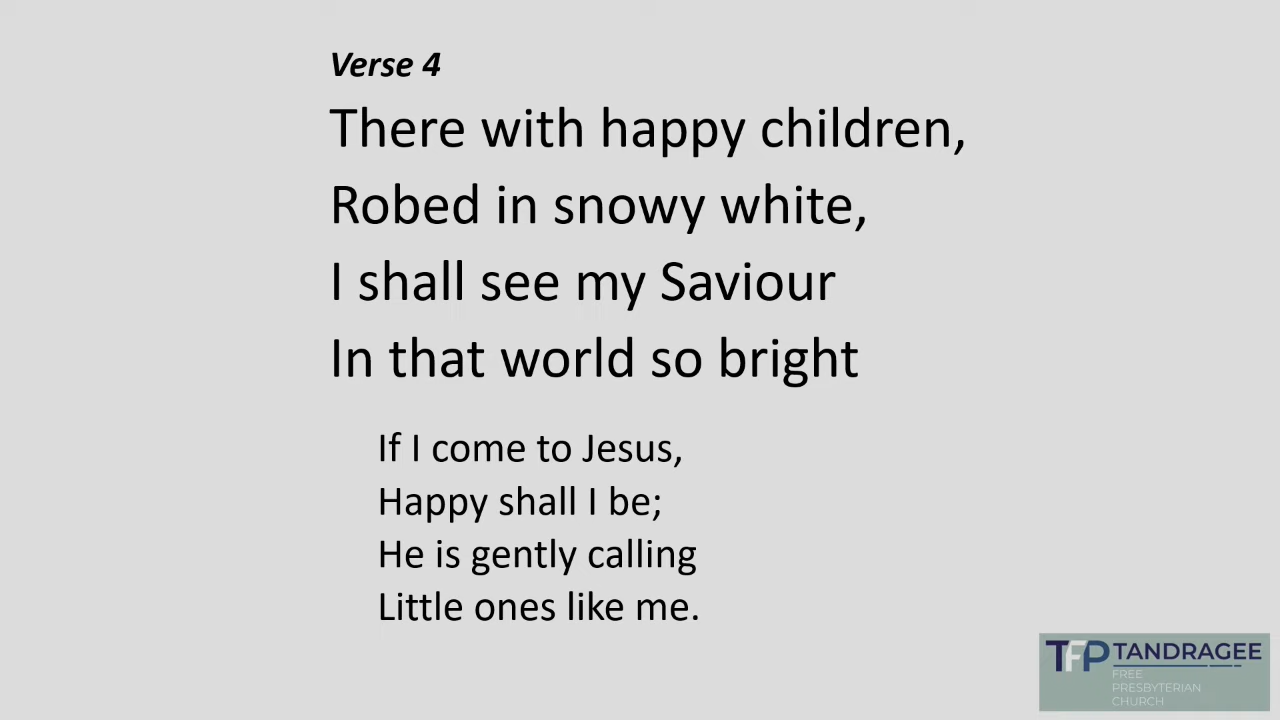 Verse 4
There with happy children,
Robed in snowy white,
I shall see my Saviour
In that world so bright
If I come to Jesus,
Happy shall I be;
He is gently calling
Little ones like me.
TFP TANDRAGEE
FREE
PRESBYTERIAN
CHURCH